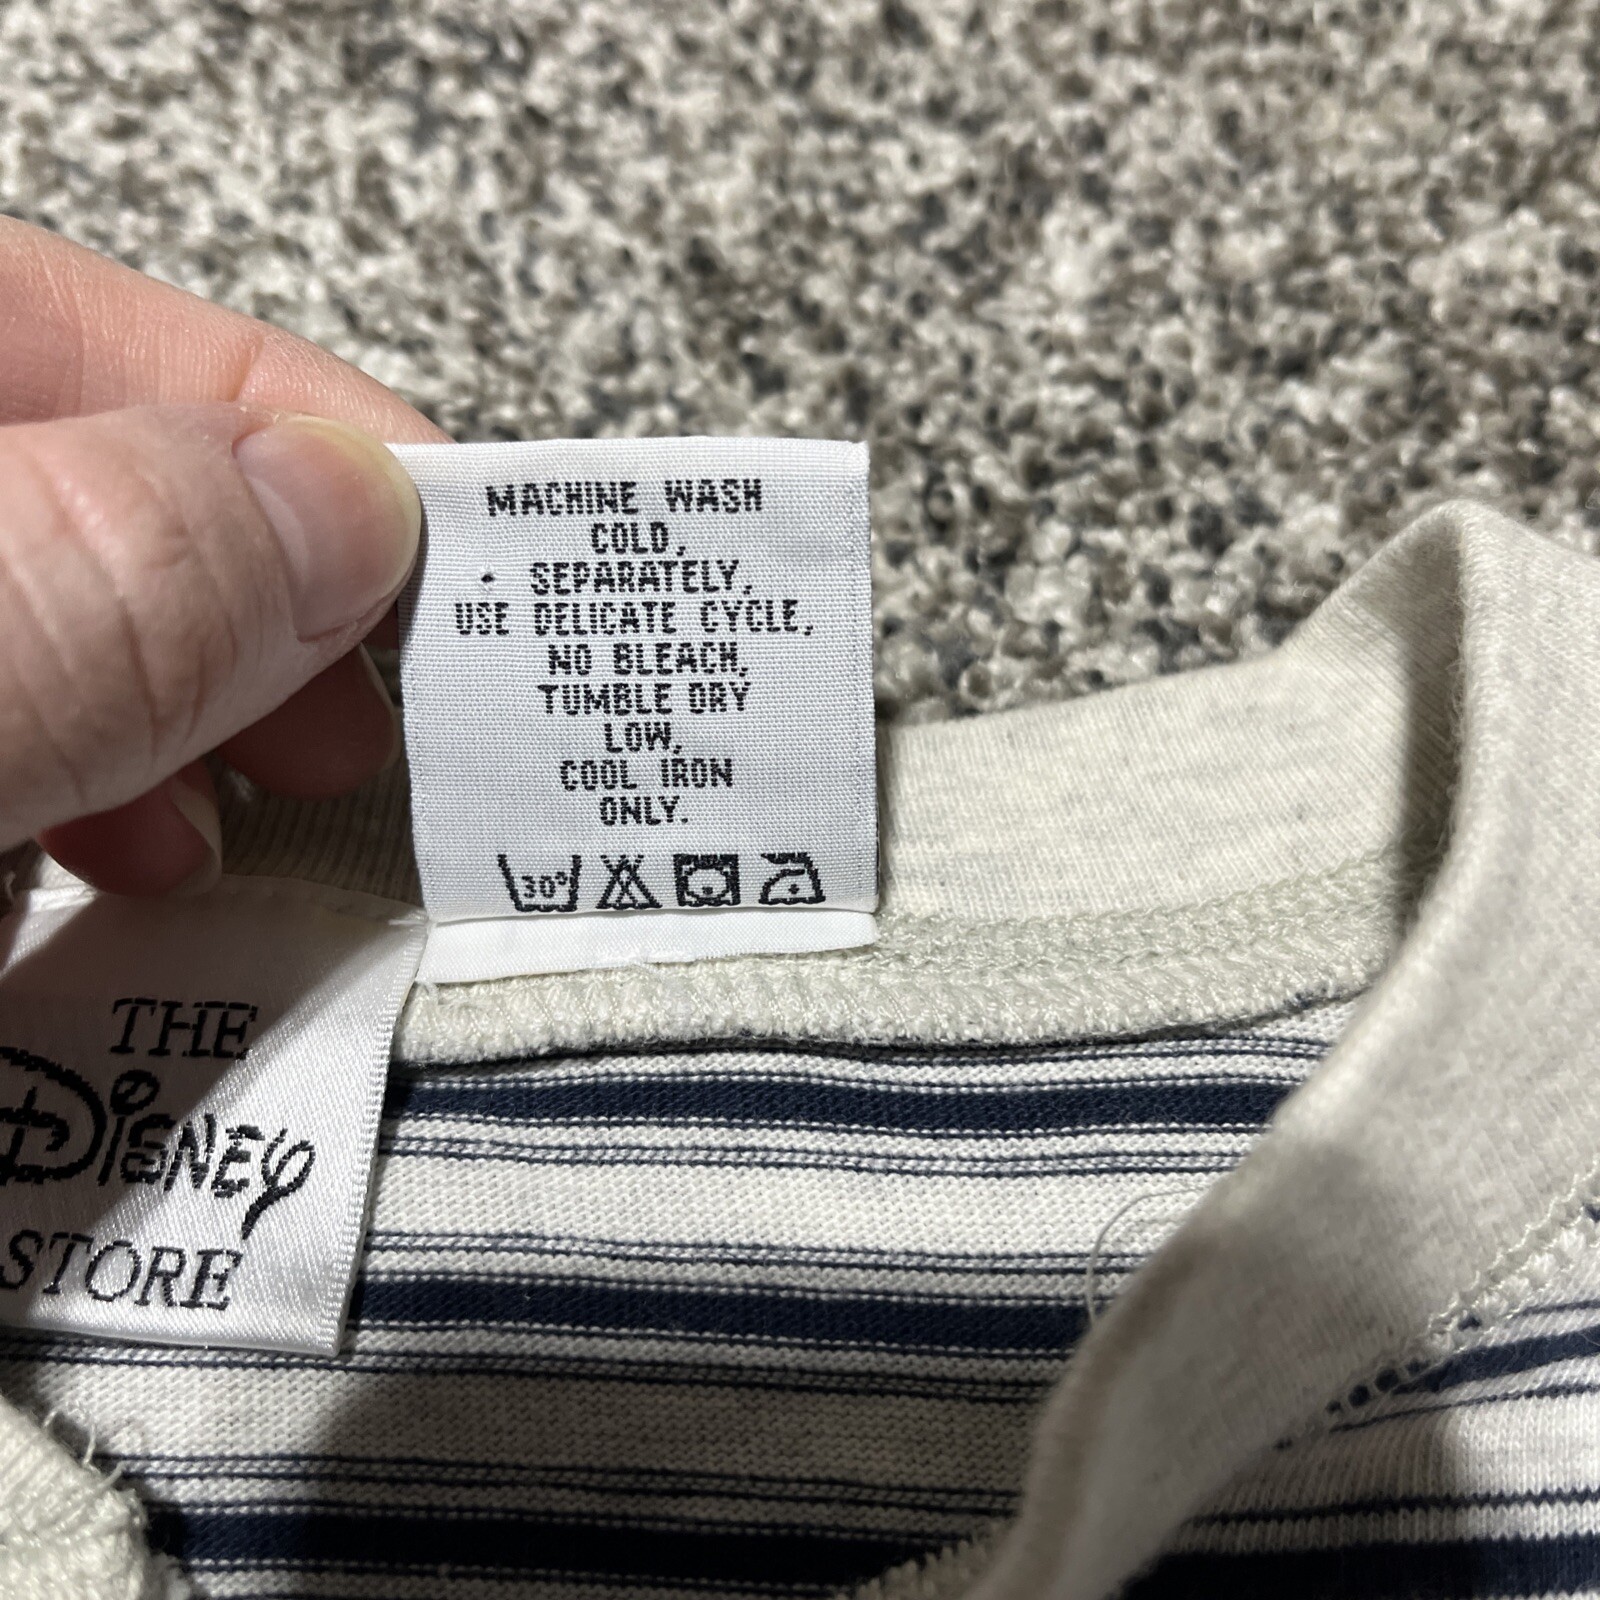 MACHINE WASH
COLD,
SEPARATELY,
USE DELICATE CYCLE,
NO BLEACH,
TUMBLE DRY
LOW,
COOL IRON
ONLY.
30°
THE
DISNEY
STORE